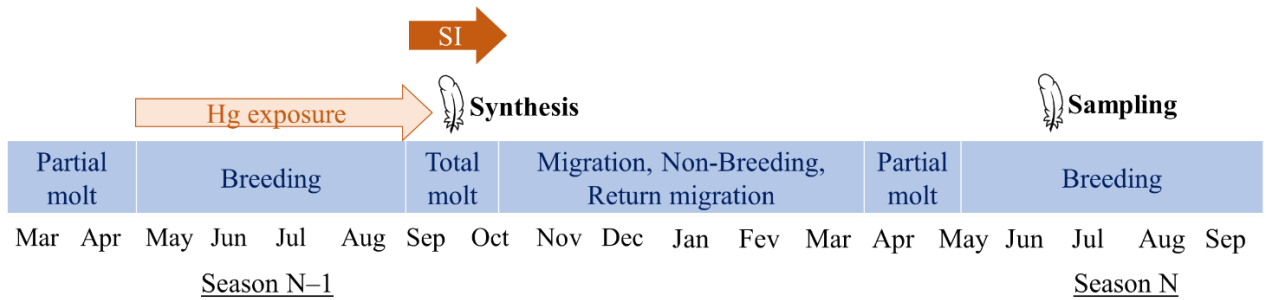 SI
Hg exposure
Synthesis
Sampling
Partial
molt
Breeding
Total
molt
Migration, Non-Breeding,
Return migration
Partial
molt
Breeding
Mar Apr May Jun Jul Aug Sep Oct Nov Dec Jan Fev Mar Apr May Jun Jul Aug Sep
Season N–1
Season N